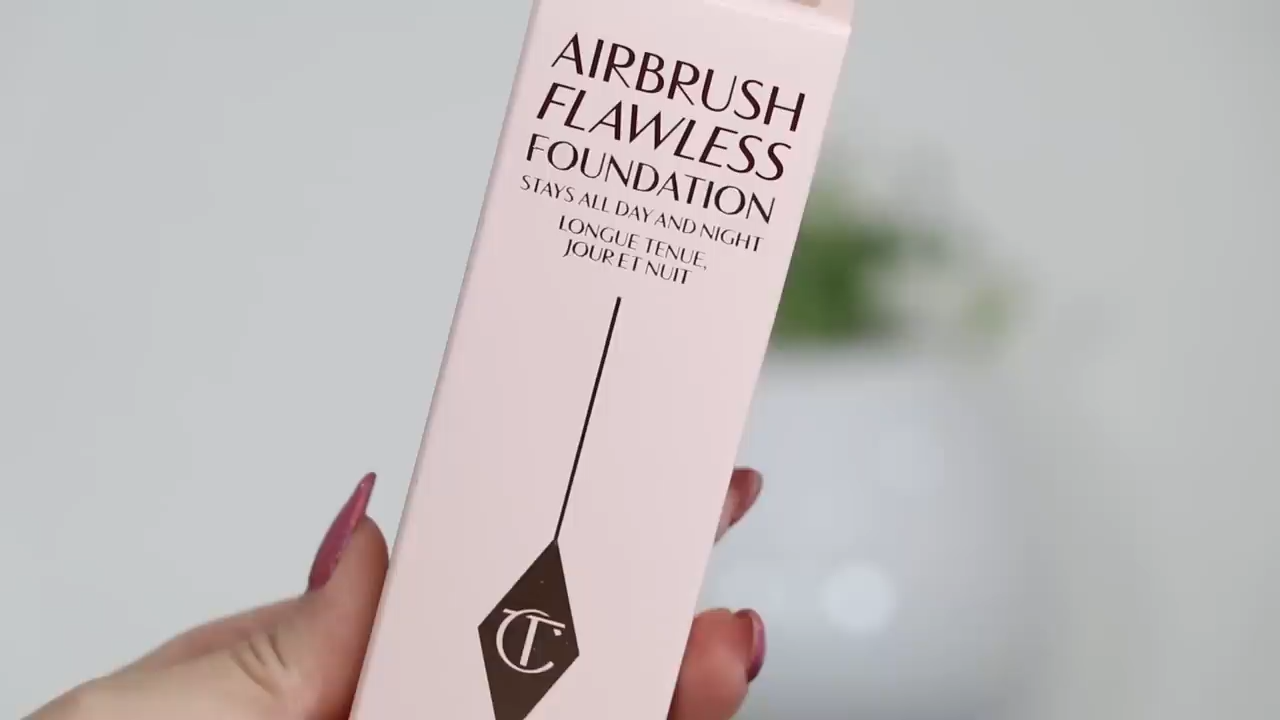 AIRBRUSH
FLAWLESS
FOUNDATION
STAYS ALL DAY AND NIGHT
LONGUE TENUE,
JOUR ET NUIT
CT